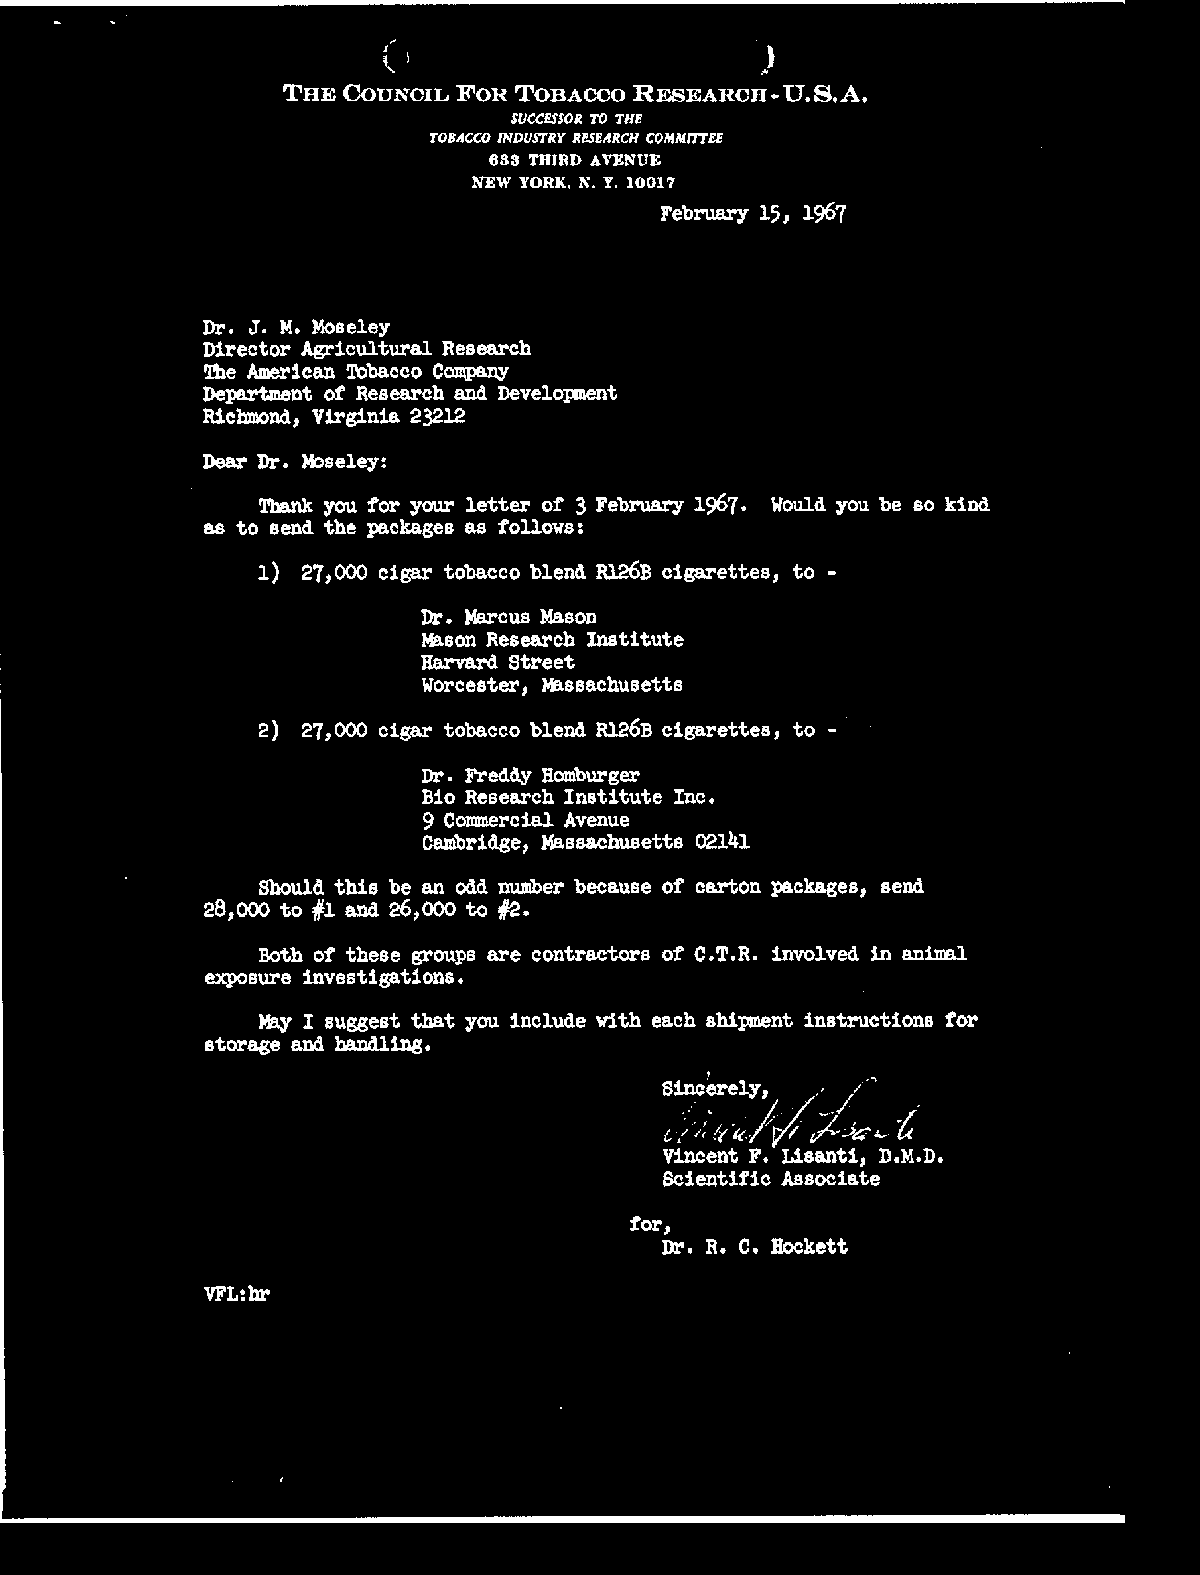 THE COUNCIL FOR TOBACCO RESEARCH-U.S.A.
SUCCESSOR TO THE
TOBACCO INDUSTRY RESEARCH COMMITTEE
633 THIRD AVENUE
NEW YORK, N. Y. 10017
February 15, 1967
Dr. J. M. Moseley
Director Agricultural Research
The American Tobacco Company
Department of Research and Development
Richmond, Virginia 23212
Dear Dr. Moseley:
Thank you for your letter of 3 February 1967. Would you be so kind
as to send the packages as follows:
1) 27,000 cigar tobacco blend R126B cigarettes, to -
Dr. Marcus Mason
Mason Research Institute
Harvard Street
Worcester, Massachusetts
2) 27,000 cigar tobacco blend R126B cigarettes, to -
Dr. Freddy Homburger
Bio Research Institute Inc.
9 Commercial Avenue
Cambridge, Massachusetts 02141
Should this be an odd number because of carton packages, send
28,000 to #1 and 26,000 to #2.
Both of these groups are contractors of C.T.R. involved in animal
exposure investigations.
May I suggest that you include with each shipment instructions for
storage and handling.
Sincerely,
Vincent F. Lisanti
Vincent F. Lisanti, D.M.D.
Scientific Associate
for,
Dr. R. C. Hockett
VFL:hr